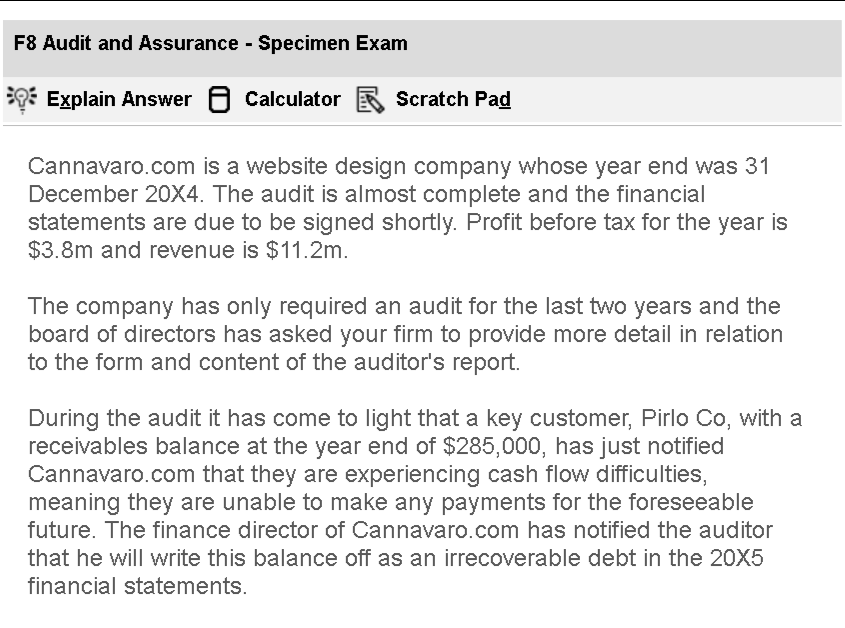 F8 Audit and Assurance - Specimen Exam
Explain Answer Calculator Scratch Pad
Cannavaro.com is a website design company whose year end was 31
December 20X4. The audit is almost complete and the financial
statements are due to be signed shortly. Profit before tax for the year is
$3.8m and revenue is $11.2m.
The company has only required an audit for the last two years and the
board of directors has asked your firm to provide more detail in relation
to the form and content of the auditor's report.
During the audit it has come to light that a key customer, Pirlo Co, with a
receivables balance at the year end of $285,000, has just notified
Cannavaro.com that they are experiencing cash flow difficulties,
meaning they are unable to make any payments for the foreseeable
future. The finance director of Cannavaro.com has notified the auditor
that he will write this balance off as an irrecoverable debt in the 20X5
financial statements.